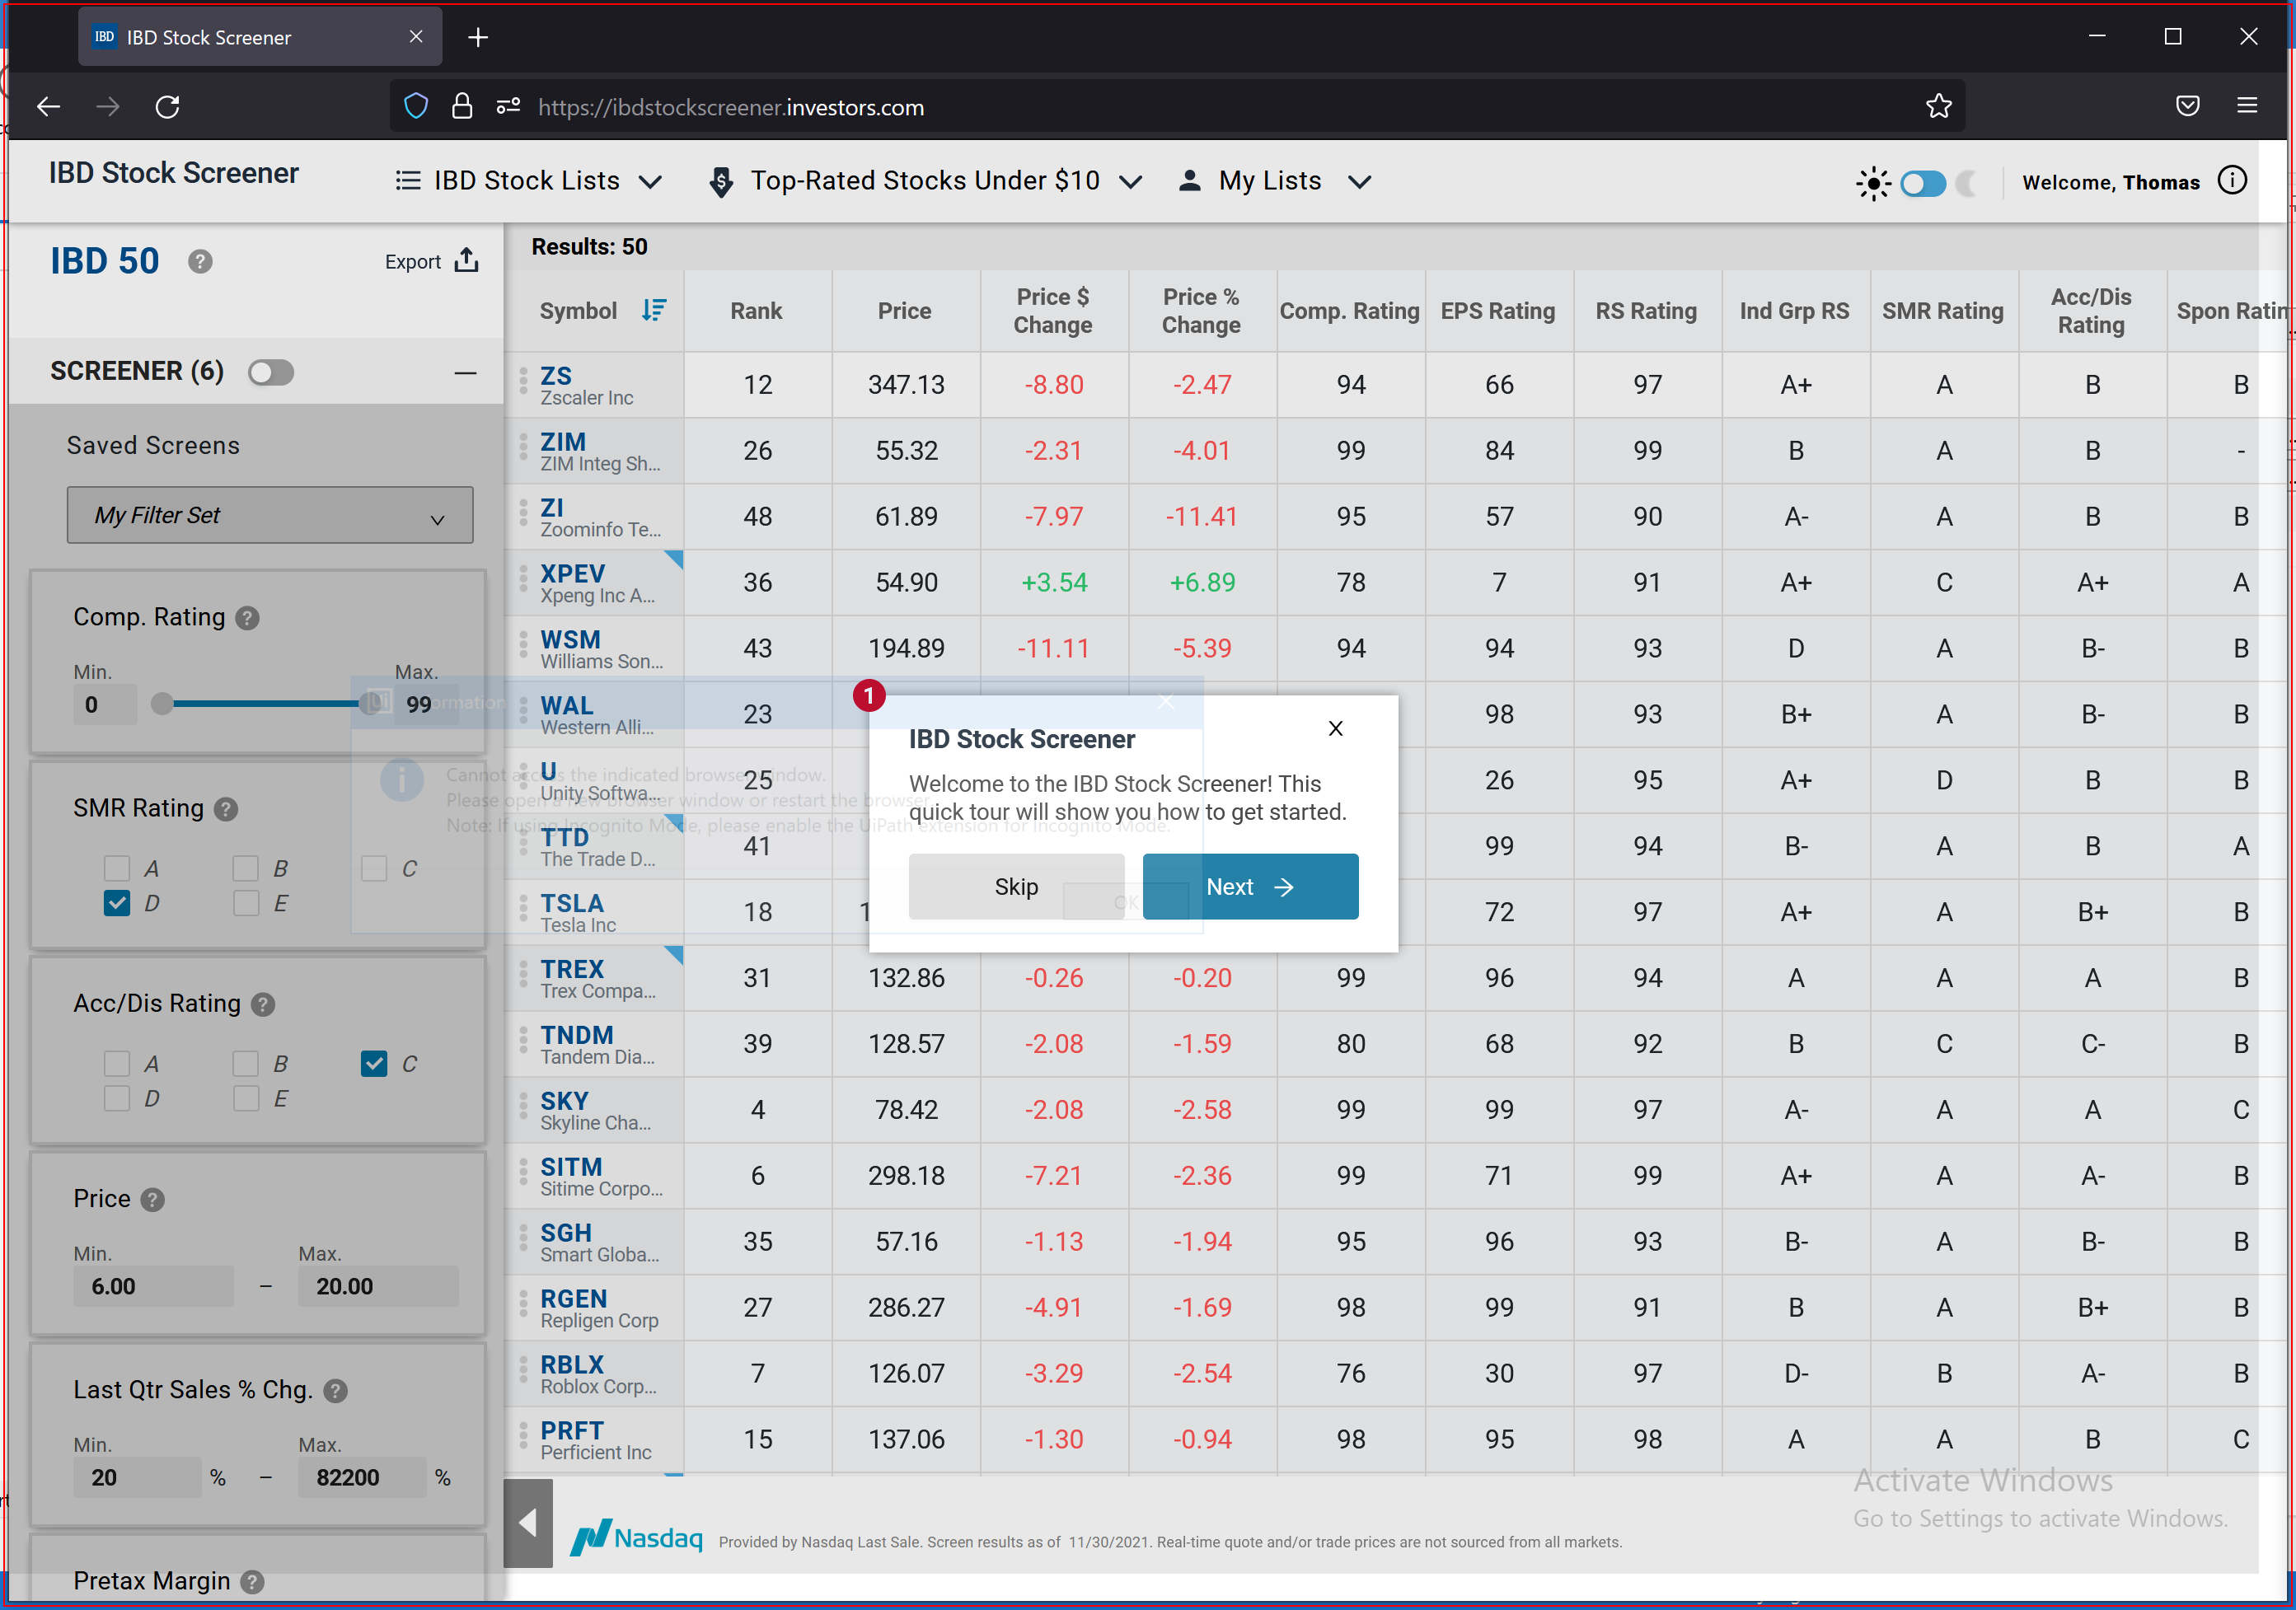 IBD IBD Stock Screener
https://ibdstockscreener.investors.com
IBD Stock Screener
IBD Stock Lists
Top-Rated Stocks Under $10
My Lists
Welcome, Thomas
IBD 50
Export
SCREENER (6)
Saved Screens
My Filter Set
Comp. Rating
Min. Max.
0 99
SMR Rating
A B C
D E
Acc/Dis Rating
A B C
D E
Price
Min. Max.
6.00 – 20.00
Last Qtr Sales % Chg.
Min. Max.
20 % – 82200 %
Pretax Margin
Results: 50
Symbol Rank Price Price $ Change Price % Change Comp. Rating EPS Rating RS Rating Ind Grp RS SMR Rating Acc/Dis Rating Spon Ratin
ZS 12 347.13 -8.80 -2.47 94 66 97 A+ A B B
Zscaler Inc
ZIM 26 55.32 -2.31 -4.01 99 84 99 B A B -
ZIM Integ Sh...
ZI 48 61.89 -7.97 -11.41 95 57 90 A- A B B
Zoominfo Te...
XPEV 36 54.90 +3.54 +6.89 78 7 91 A+ C A+ A
Xpeng Inc A...
WSM 43 194.89 -11.11 -5.39 94 94 93 D A B- B
Williams Son...
WAL 23 98 93 B+ A B- B
Western Alli...
U 25 26 95 A+ D B B
Unity Softwa...
TTD 41 99 94 B- A B A
The Trade D...
TSLA 18 1 72 97 A+ A B+ B
Tesla Inc
TREX 31 132.86 -0.26 -0.20 99 96 94 A A A B
Trex Compa...
TNDM 39 128.57 -2.08 -1.59 80 68 92 B C C- B
Tandem Dia...
SKY 4 78.42 -2.08 -2.58 99 99 97 A- A A C
Skyline Cha...
SITM 6 298.18 -7.21 -2.36 99 71 99 A+ A A- B
Sitime Corpo...
SGH 35 57.16 -1.13 -1.94 95 96 93 B- A B- B
Smart Globa...
RGEN 27 286.27 -4.91 -1.69 98 99 91 B A B+ B
Repligen Corp
RBLX 7 126.07 -3.29 -2.54 76 30 97 D- B A- B
Roblox Corp...
PRFT 15 137.06 -1.30 -0.94 98 95 98 A A B C
Perficient Inc
1
IBD Stock Screener
X
Welcome to the IBD Stock Screener! This
quick tour will show you how to get started.
Skip
Next
Ui ormation
Cannot access the indicated browser window.
Please open a new browser window or restart the browser.
Note: If using Incognito Mode, please enable the UiPath extension for Incognito Mode.
OK
Nasdaq Provided by Nasdaq Last Sale. Screen results as of 11/30/2021. Real-time quote and/or trade prices are not sourced from all markets.
Activate Windows
Go to Settings to activate Windows.